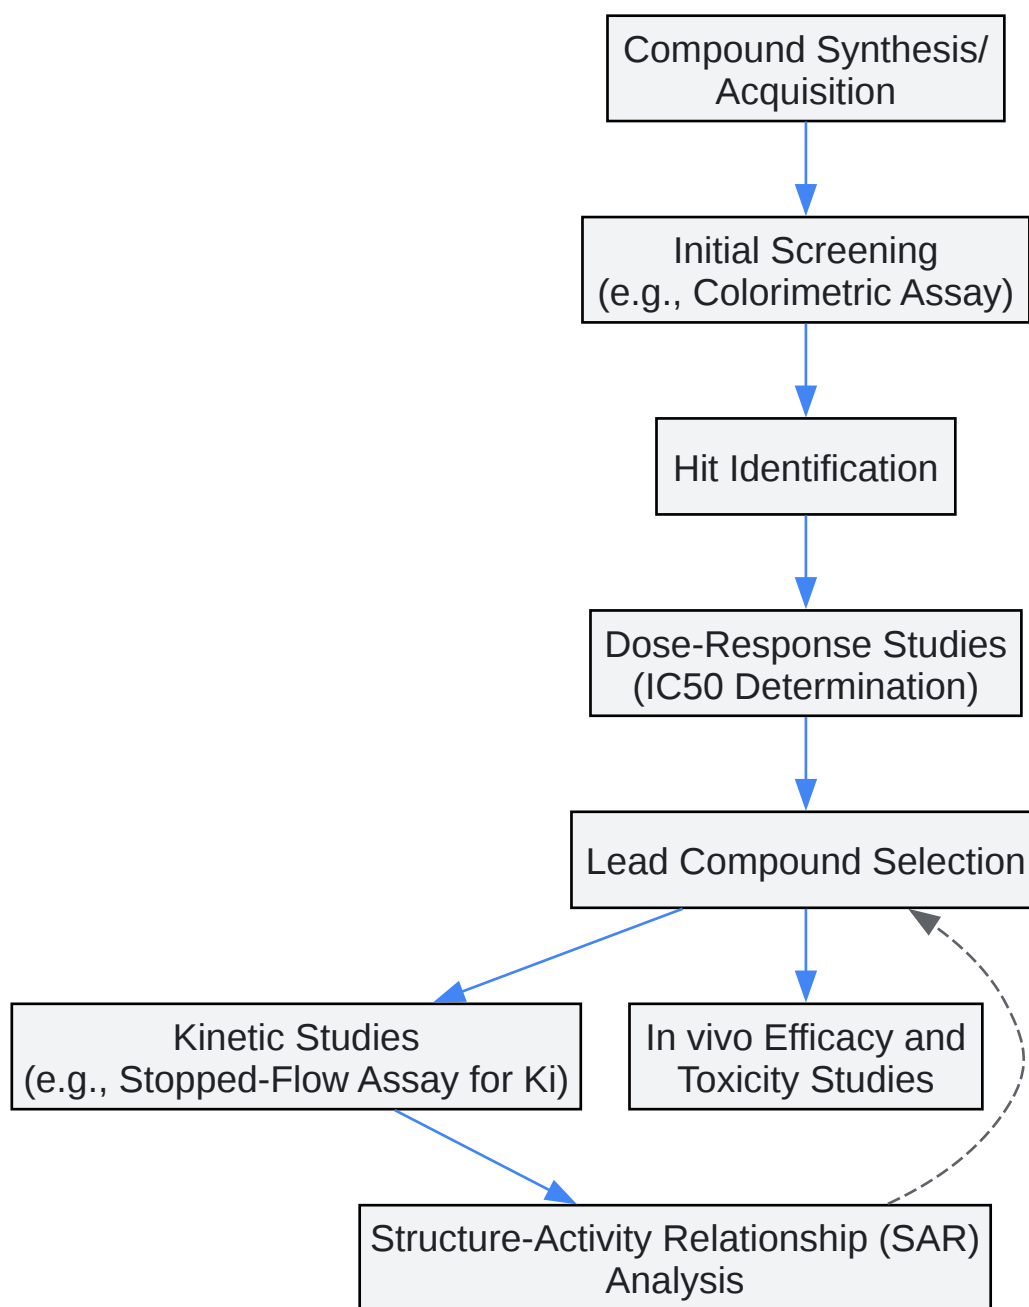 Compound Synthesis/
Acquisition
Initial Screening
(e.g., Colorimetric Assay)
Hit Identification
Dose-Response Studies
(IC50 Determination)
Lead Compound Selection
Kinetic Studies
(e.g., Stopped-Flow Assay for Ki)
In vivo Efficacy and
Toxicity Studies
Structure-Activity Relationship (SAR)
Analysis